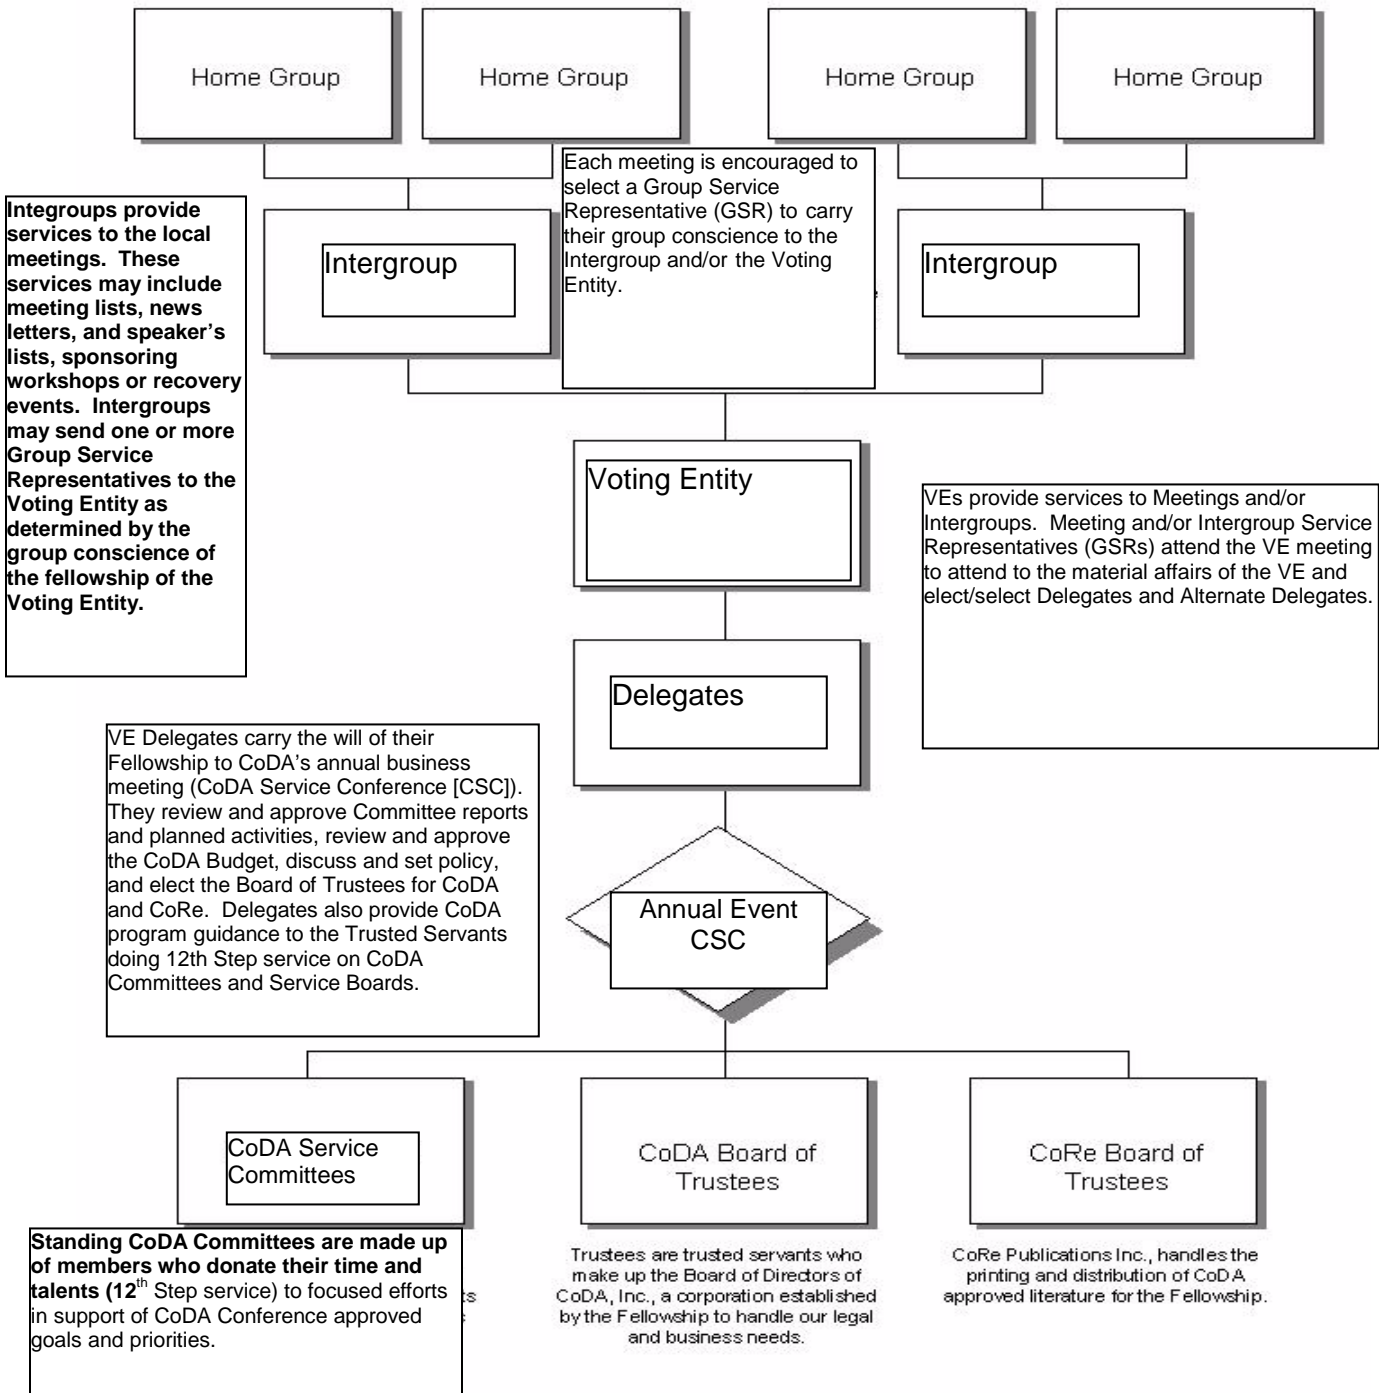 Home Group
Home Group
Home Group
Home Group
Each meeting is encouraged to
select a Group Service
Representative (GSR) to carry
their group conscience to the
Intergroup and/or the Voting
Entity.
Integroups provide
services to the local
meetings. These
services may include
meeting lists, news
letters, and speaker's
lists, sponsoring
workshops or recovery
events. Intergroups
may send one or more
Group Service
Representatives to the
Voting Entity as
determined by the
group conscience of
the fellowship of the
Voting Entity.
Intergroup
Intergroup
Voting Entity
VEs provide services to Meetings and/or
Intergroups. Meeting and/or Intergroup Service
Representatives (GSRs) attend the VE meeting
to attend to the material affairs of the VE and
elect/select Delegates and Alternate Delegates.
Delegates
VE Delegates carry the will of their
Fellowship to CoDA's annual business
meeting (CoDA Service Conference [CSC]).
They review and approve Committee reports
and planned activities, review and approve
the CoDA Budget, discuss and set policy,
and elect the Board of Trustees for CoDA
and CoRe. Delegates also provide CoDA
program guidance to the Trusted Servants
doing 12th Step service on CoDA
Committees and Service Boards.
Annual Event
CSC
CoDA Service
Committees
CoDA Board of
Trustees
CoRe Board of
Trustees
Standing CoDA Committees are made up
of members who donate their time and
talents (12th Step service) to focused efforts
in support of CoDA Conference approved
goals and priorities.
Trustees are trusted servants who
make up the Board of Directors of
CoDA, Inc., a corporation established
by the Fellowship to handle our legal
and business needs.
CoRe Publications Inc., handles the
printing and distribution of CoDA
approved literature for the Fellowship.